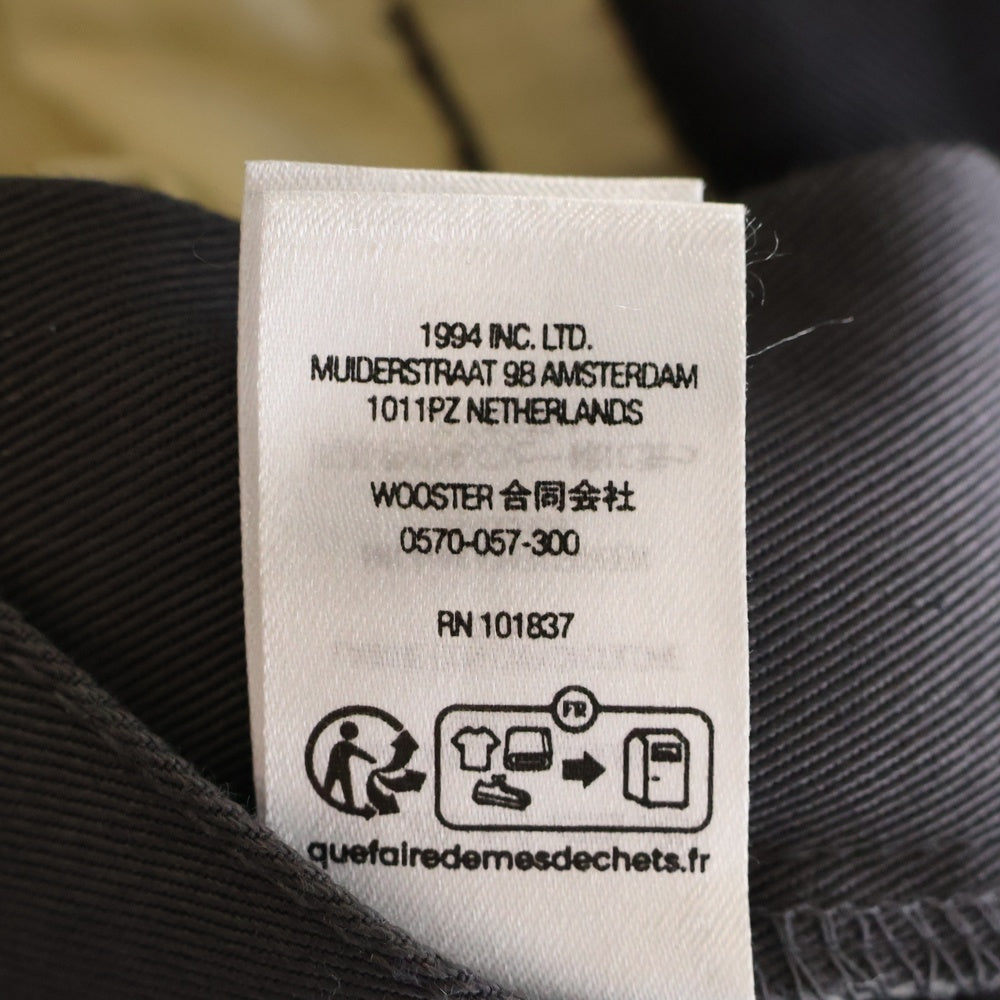 1994 INC. LTD.
MUIDERSTRAAT 98 AMSTERDAM
1011PZ NETHERLANDS
WOOSTER 合同会社
0570-057-300
RN 101837
FR
quefairedemesdechets.fr